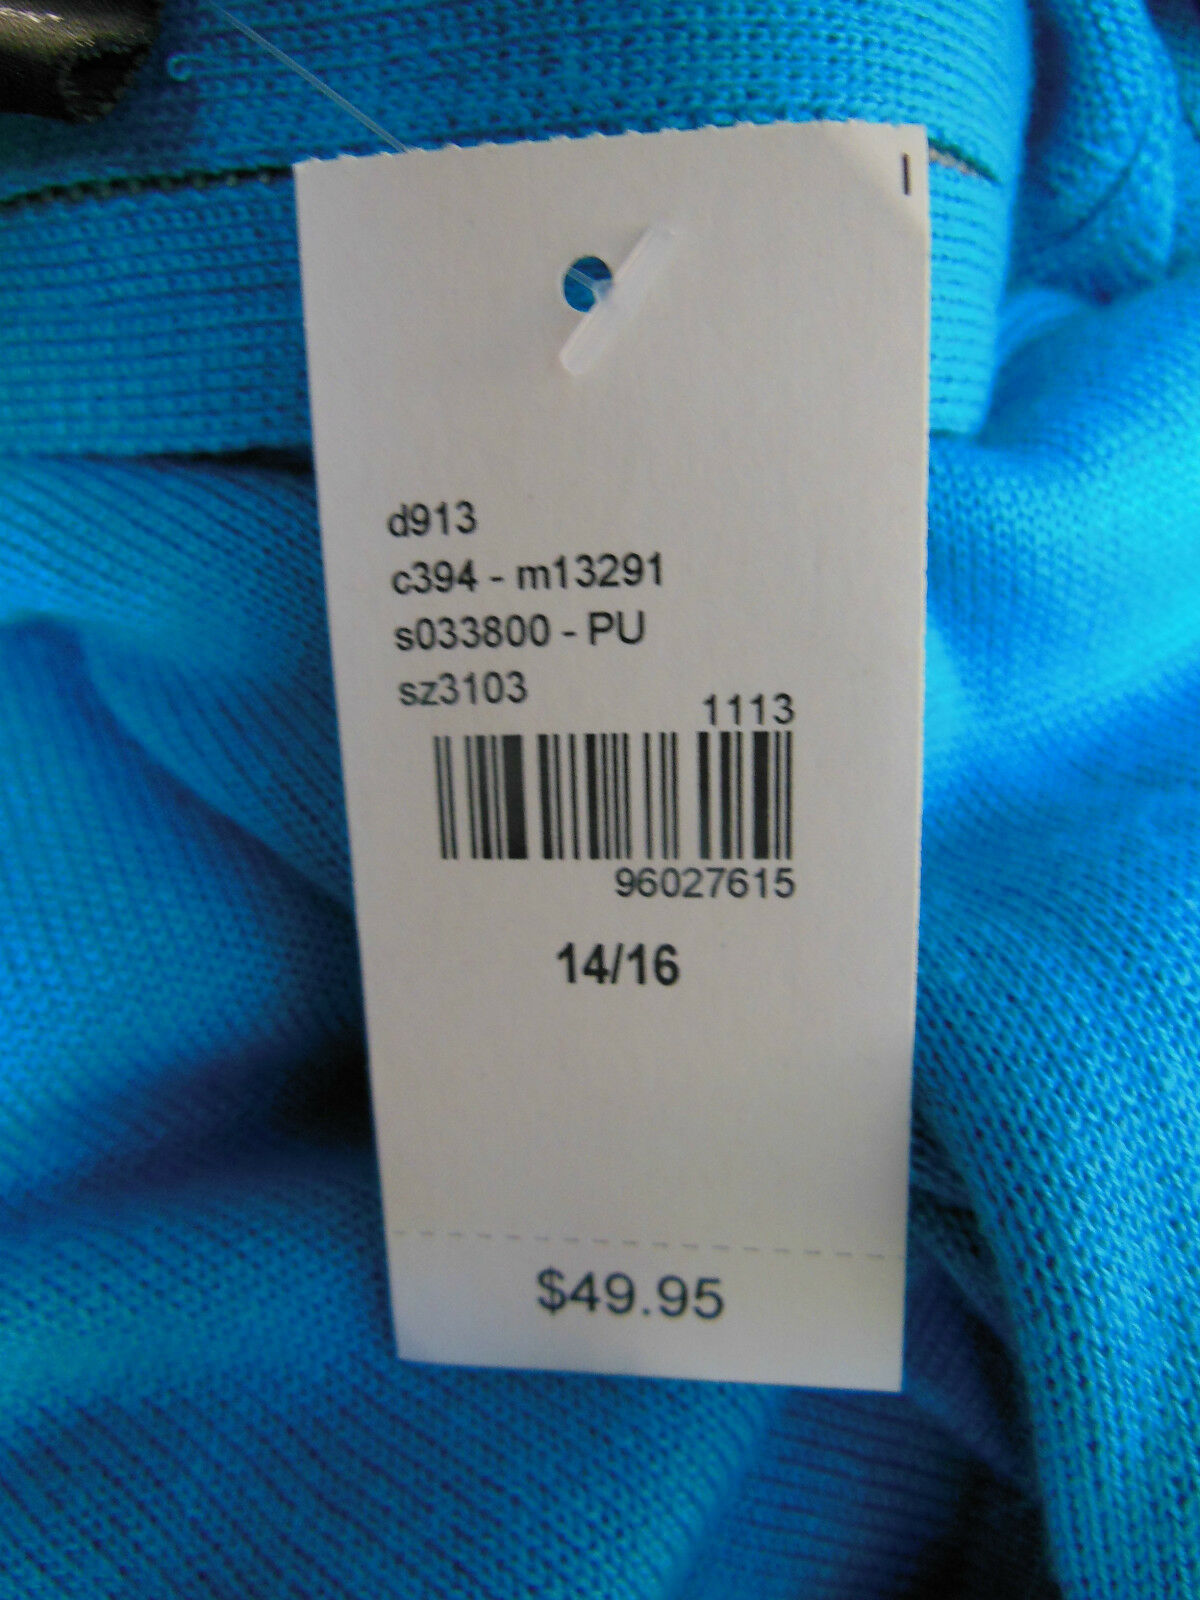 d913
c394 - m13291
s033800 - PU
sz3103
1113
96027615
14/16
$49.95